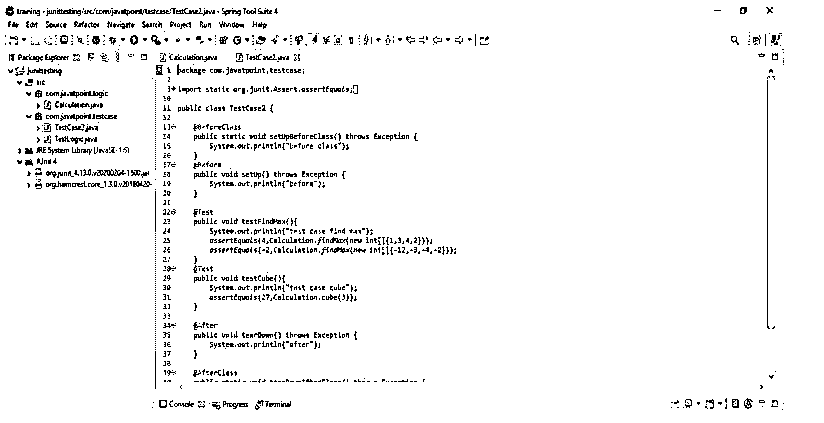 training - junittesting/src/com/javatpoint/testcase/TestCase2.java - Spring Tool Suite 4
File Edit Source Refactor Navigate Search Project Run Window Help
Package Explorer
junittesting
src
com.javatpoint.logic
Calculation.java
com.javatpoint.testcase
TestCase2.java
TestLogic.java
JRE System Library [JavaSE-1.6]
JUnit 4
org.junit_4.13.0.v20200204-1500.jar
org.hamcrest.core_1.3.0.v20180420-
Calculation.java TestCase2.java
1 package com.javatpoint.testcase;
2
3 import static org.junit.Assert.assertEquals;
10
11 public class TestCase2 {
12
13 @BeforeClass
14 public static void setUpBeforeClass() throws Exception {
15 System.out.println("before class");
16 }
17 @Before
18 public void setUp() throws Exception {
19 System.out.println("before");
20 }
21
22 @Test
23 public void testFindMax(){
24 System.out.println("test case find max");
25 assertEquals(4,Calculation.findMax(new int[]{1,3,4,2}));
26 assertEquals(-2,Calculation.findMax(new int[]{-12,-3,-4,-2}));
27 }
28 @Test
29 public void testCube(){
30 System.out.println("test case cube");
31 assertEquals(27,Calculation.cube(3));
32 }
33
34 @After
35 public void tearDown() throws Exception {
36 System.out.println("after");
37 }
38
39 @AfterClass
Console Progress Terminal